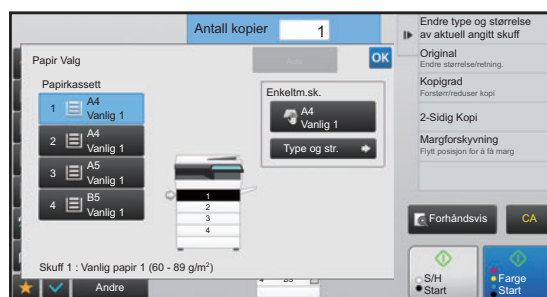 Antall kopier 1
Papir Valg
Auto
OK
Papirkassett
1 A4
Vanlig 1
2 A4
Vanlig 1
3 A5
Vanlig 1
4 B5
Vanlig 1
Enkeltm.sk.
A4
Vanlig 1
Type og str.
1
2
3
4
Skuff 1 : Vanlig papir 1 (60 - 89 g/m²)
Andre
4 B5
Endre type og størrelse
av aktuell angitt skuff
Original
Endre størrelse/retning.
Kopigrad
Forstørr/reduser kopi
2-Sidig Kopi
Margforskyvning
Flytt posisjon for å få marg
Forhåndsvis
CA
S/H
Start
Farge
Start